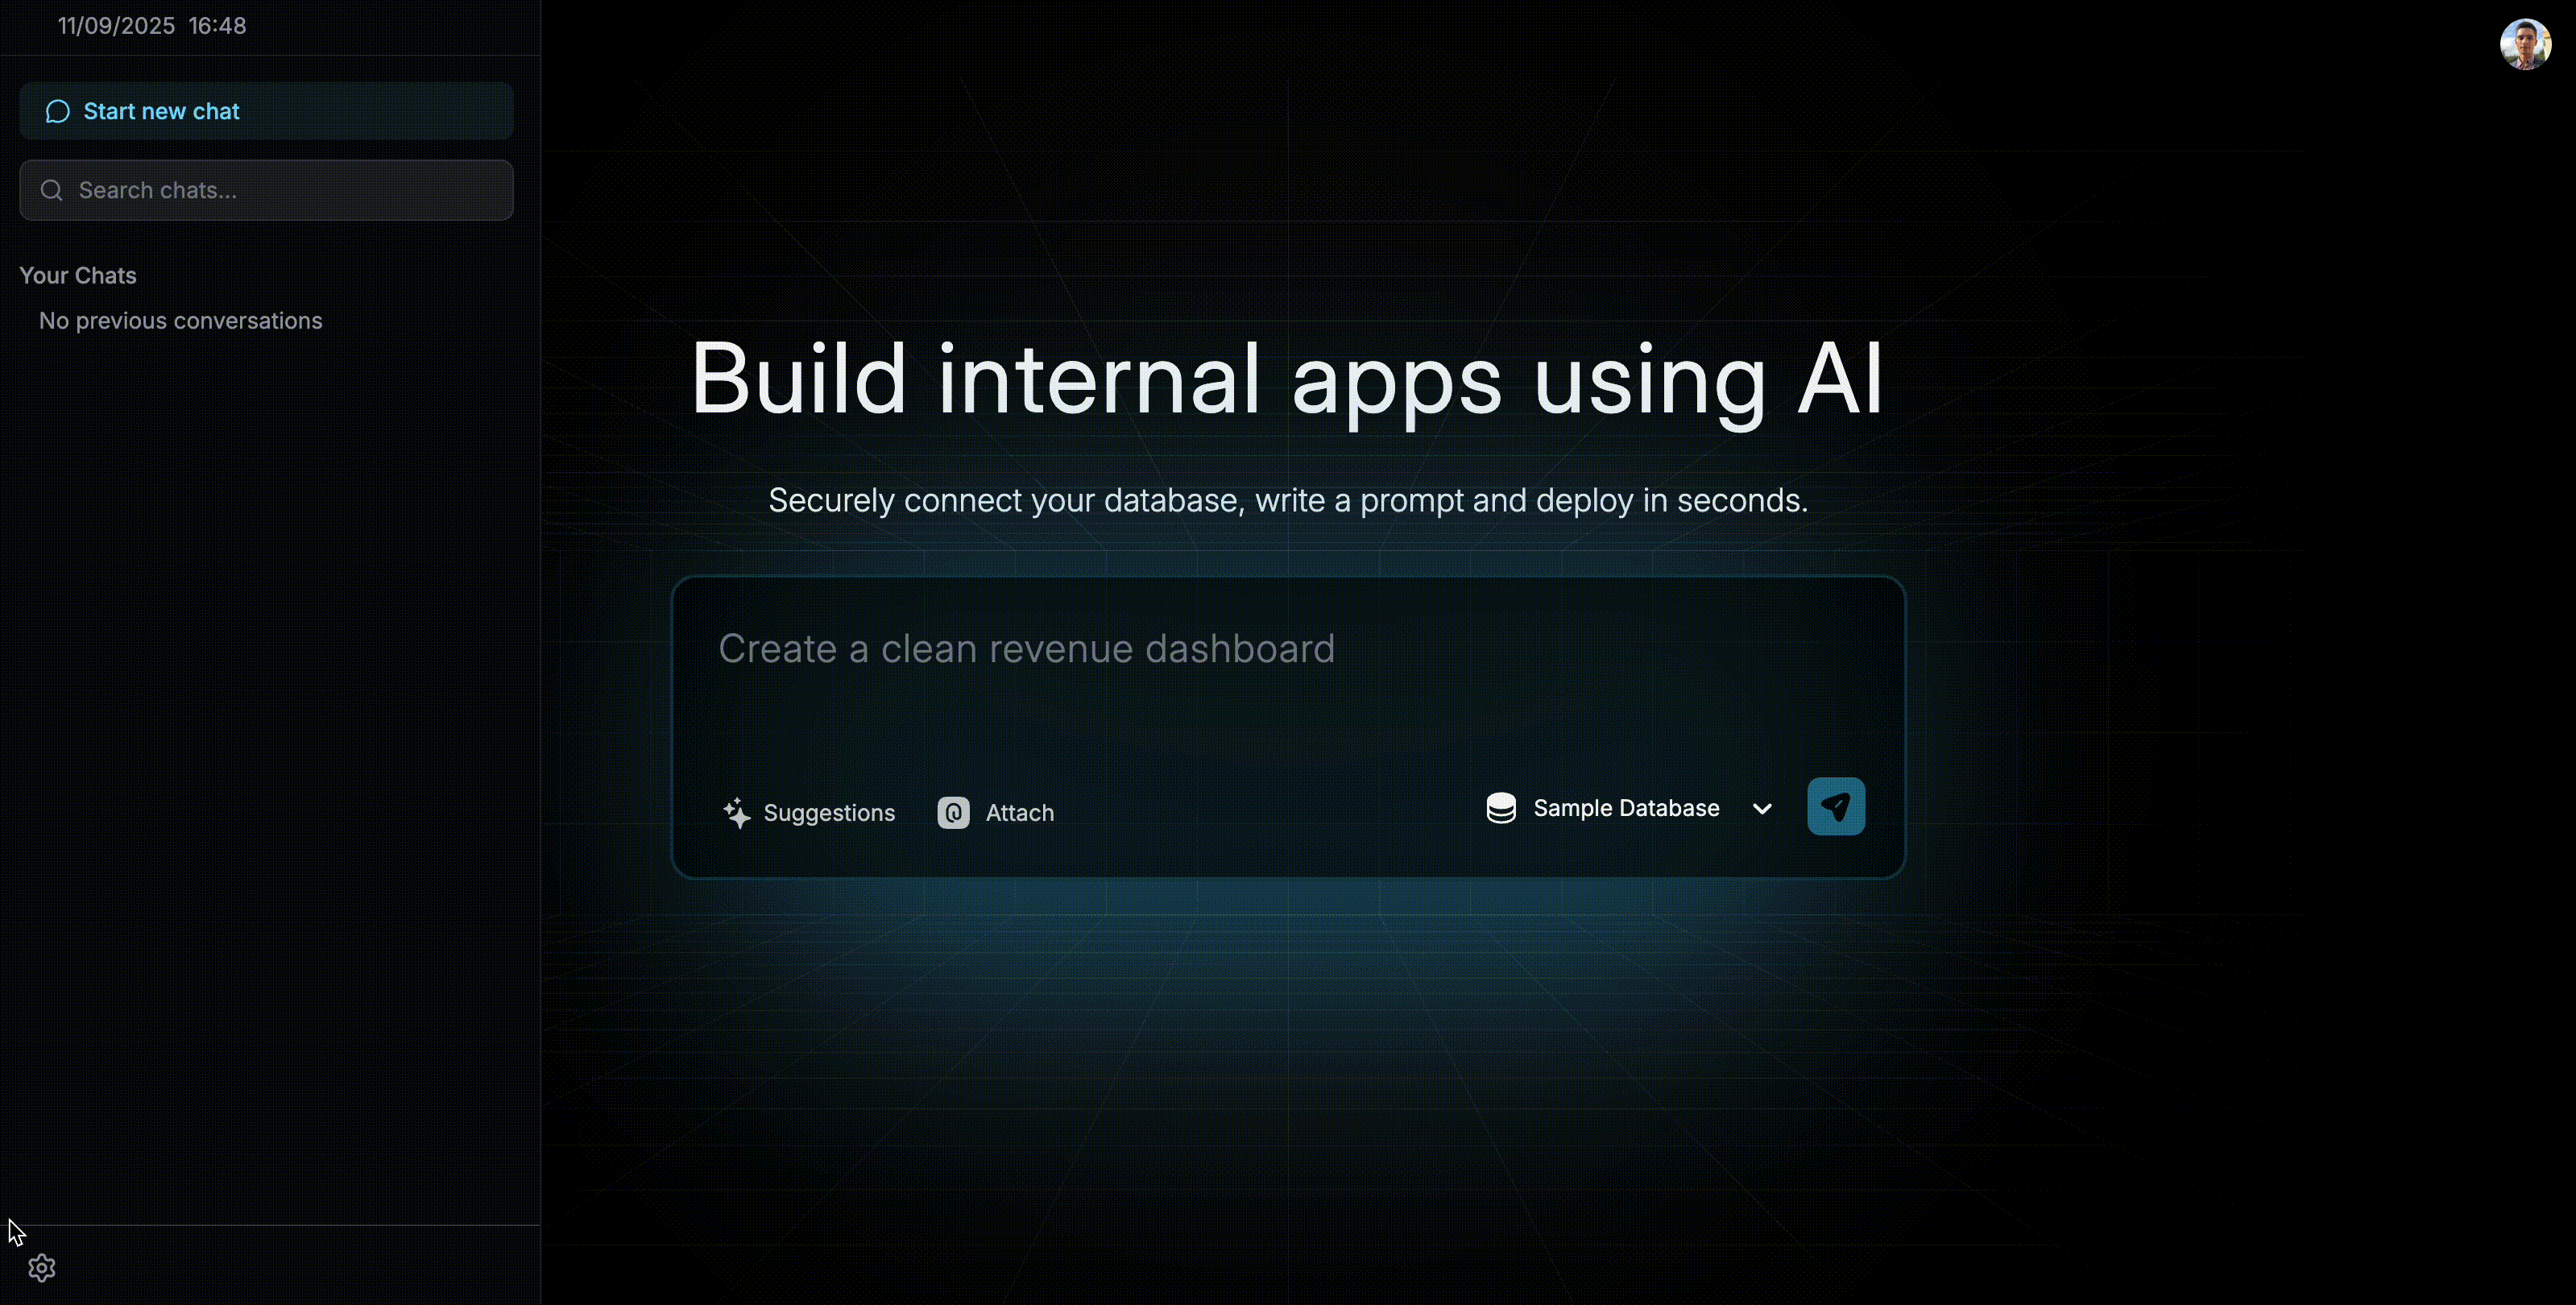 11/09/2025 16:48
Start new chat
Search chats...
Your Chats
No previous conversations
Build internal apps using AI
Securely connect your database, write a prompt and deploy in seconds.
Create a clean revenue dashboard
Suggestions
Attach
Sample Database